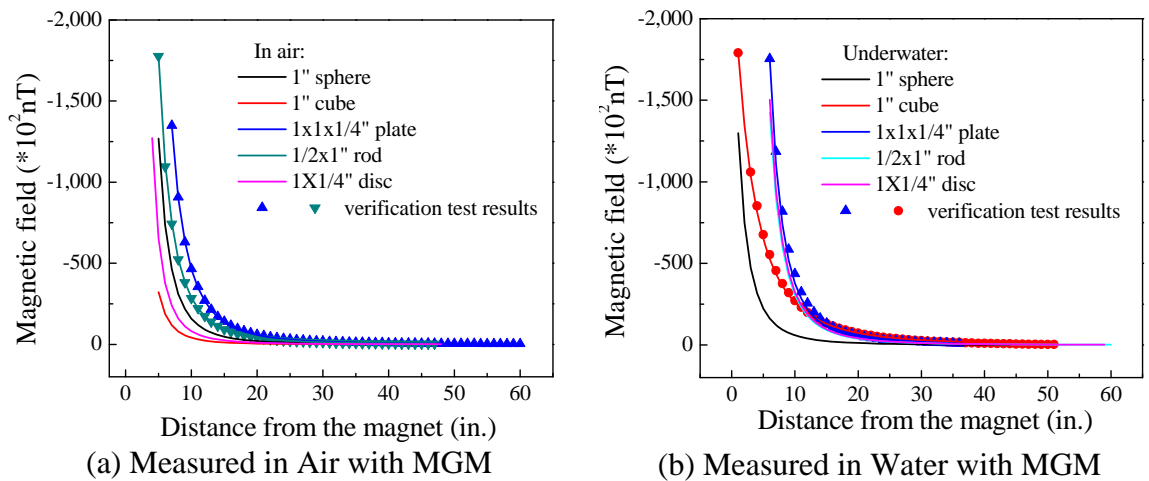 -2,000
-1,500
-1,000
-500
0
Magnetic field (*10²nT)
In air:
1" sphere
1" cube
1x1x1/4" plate
1/2x1" rod
1X1/4" disc
verification test results
0 10 20 30 40 50 60
Distance from the magnet (in.)
(a) Measured in Air with MGM
-2,000
-1,500
-1,000
-500
0
Magnetic field (*10²nT)
Underwater:
1" sphere
1" cube
1x1x1/4" plate
1/2x1" rod
1X1/4" disc
verification test results
0 10 20 30 40 50 60
Distance from the magnet (in.)
(b) Measured in Water with MGM